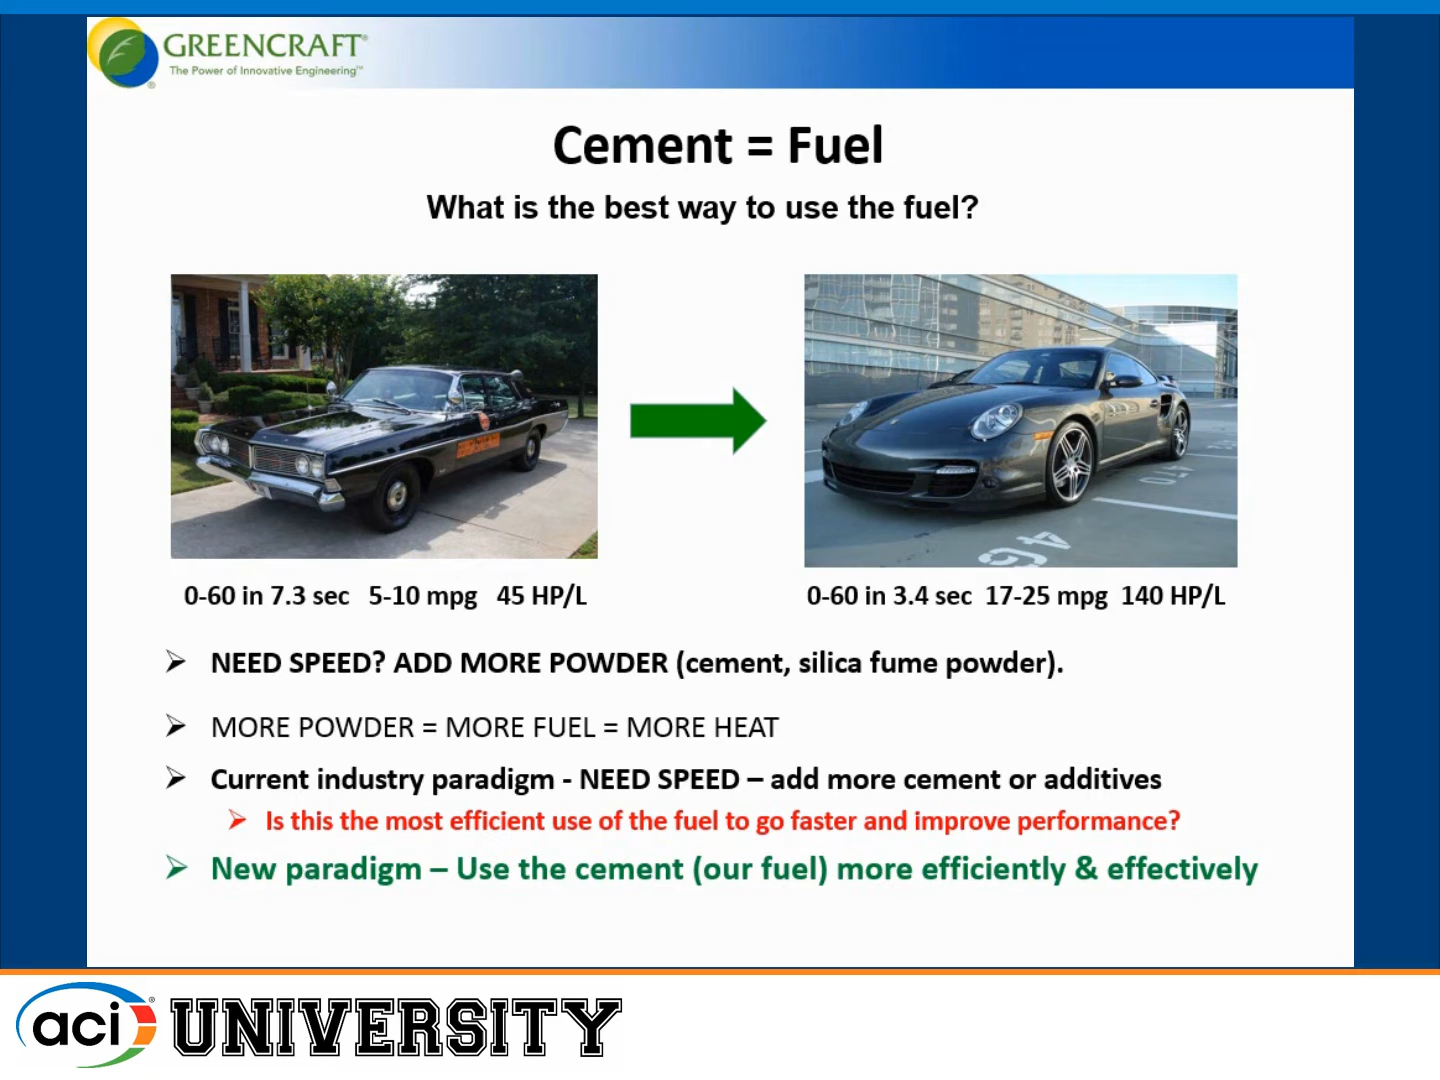 GREENCRAFT®
The Power of Innovative Engineering™
®
Cement = Fuel
What is the best way to use the fuel?
0-60 in 7.3 sec 5-10 mpg 45 HP/L
0-60 in 3.4 sec 17-25 mpg 140 HP/L
NEED SPEED? ADD MORE POWDER (cement, silica fume powder).
MORE POWDER = MORE FUEL = MORE HEAT
Current industry paradigm - NEED SPEED – add more cement or additives
Is this the most efficient use of the fuel to go faster and improve performance?
New paradigm – Use the cement (our fuel) more efficiently & effectively
aci® UNIVERSITY